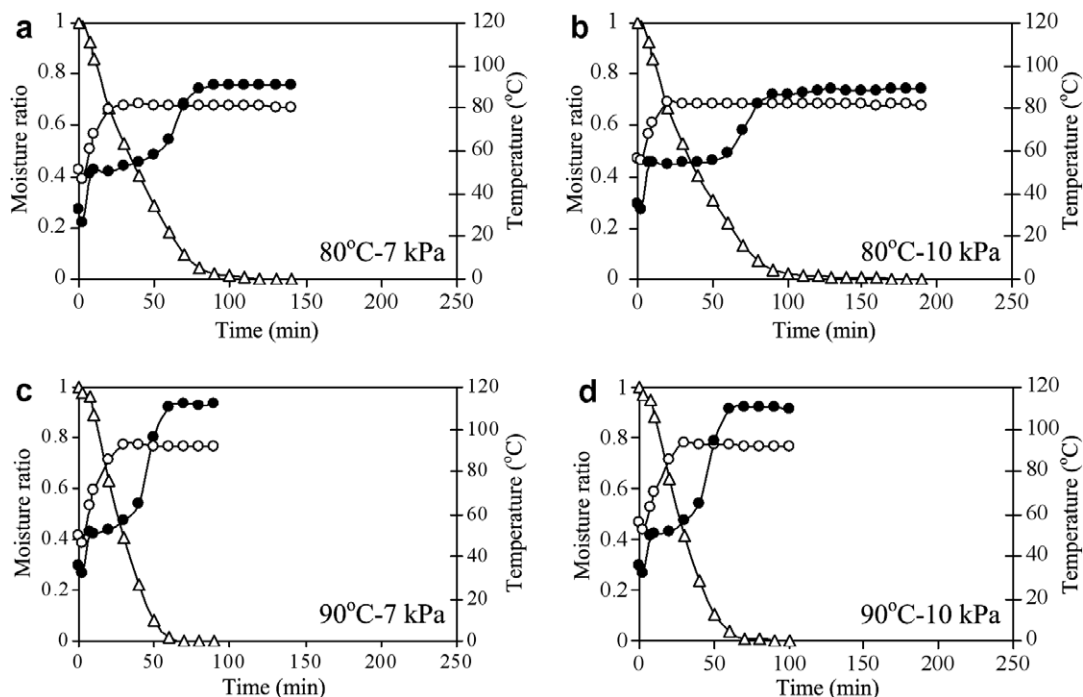 a
Moisture ratio
1
0.8
0.6
0.4
0.2
0
120
100
80
60
40
20
0
Temperature (°C)
80°C-7 kPa
0 50 100 150 200 250
Time (min)
b
Moisture ratio
1
0.8
0.6
0.4
0.2
0
120
100
80
60
40
20
0
Temperature (°C)
80°C-10 kPa
0 50 100 150 200 250
Time (min)
c
Moisture ratio
1
0.8
0.6
0.4
0.2
0
120
100
80
60
40
20
0
Temperature (°C)
90°C-7 kPa
0 50 100 150 200 250
Time (min)
d
Moisture ratio
1
0.8
0.6
0.4
0.2
0
120
100
80
60
40
20
0
Temperature (°C)
90°C-10 kPa
0 50 100 150 200 250
Time (min)